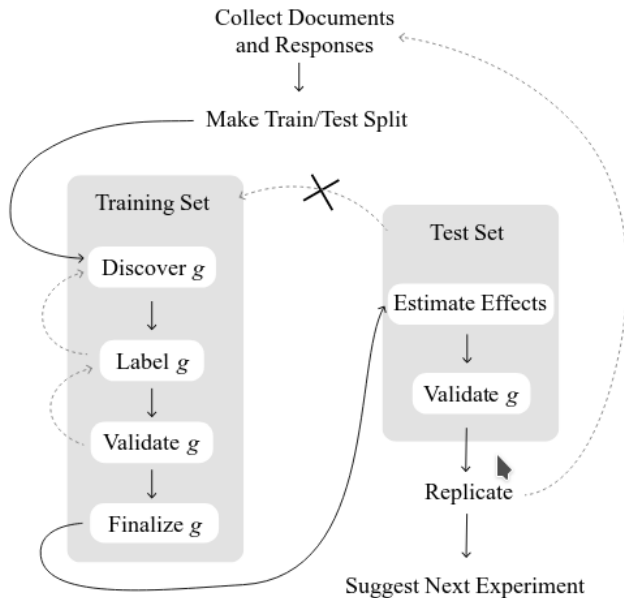 Collect Documents
and Responses
Make Train/Test Split
Training Set
Discover g
Label g
Validate g
Finalize g
Test Set
Estimate Effects
Validate g
Replicate
Suggest Next Experiment